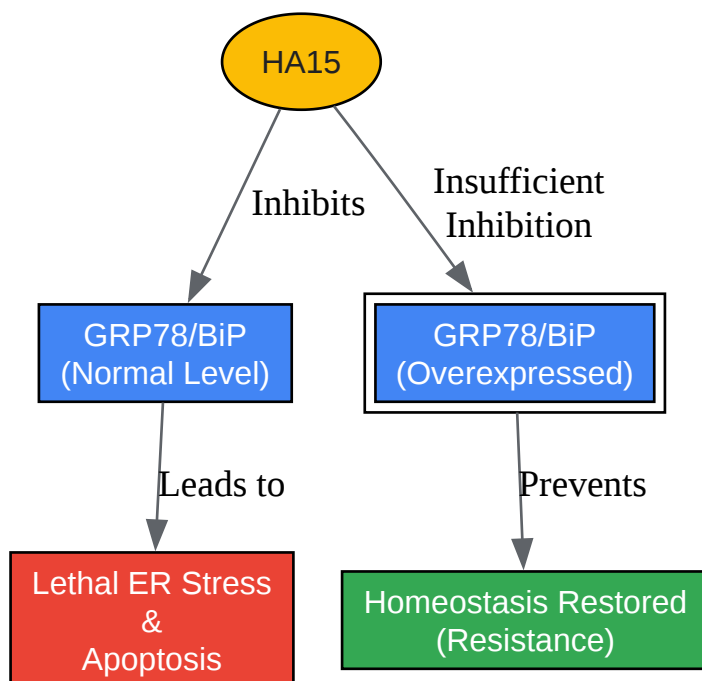 HA15
Inhibits
Insufficient
Inhibition
GRP78/BiP
(Normal Level)
GRP78/BiP
(Overexpressed)
Leads to
Prevents
Lethal ER Stress
&
Apoptosis
Homeostasis Restored
(Resistance)